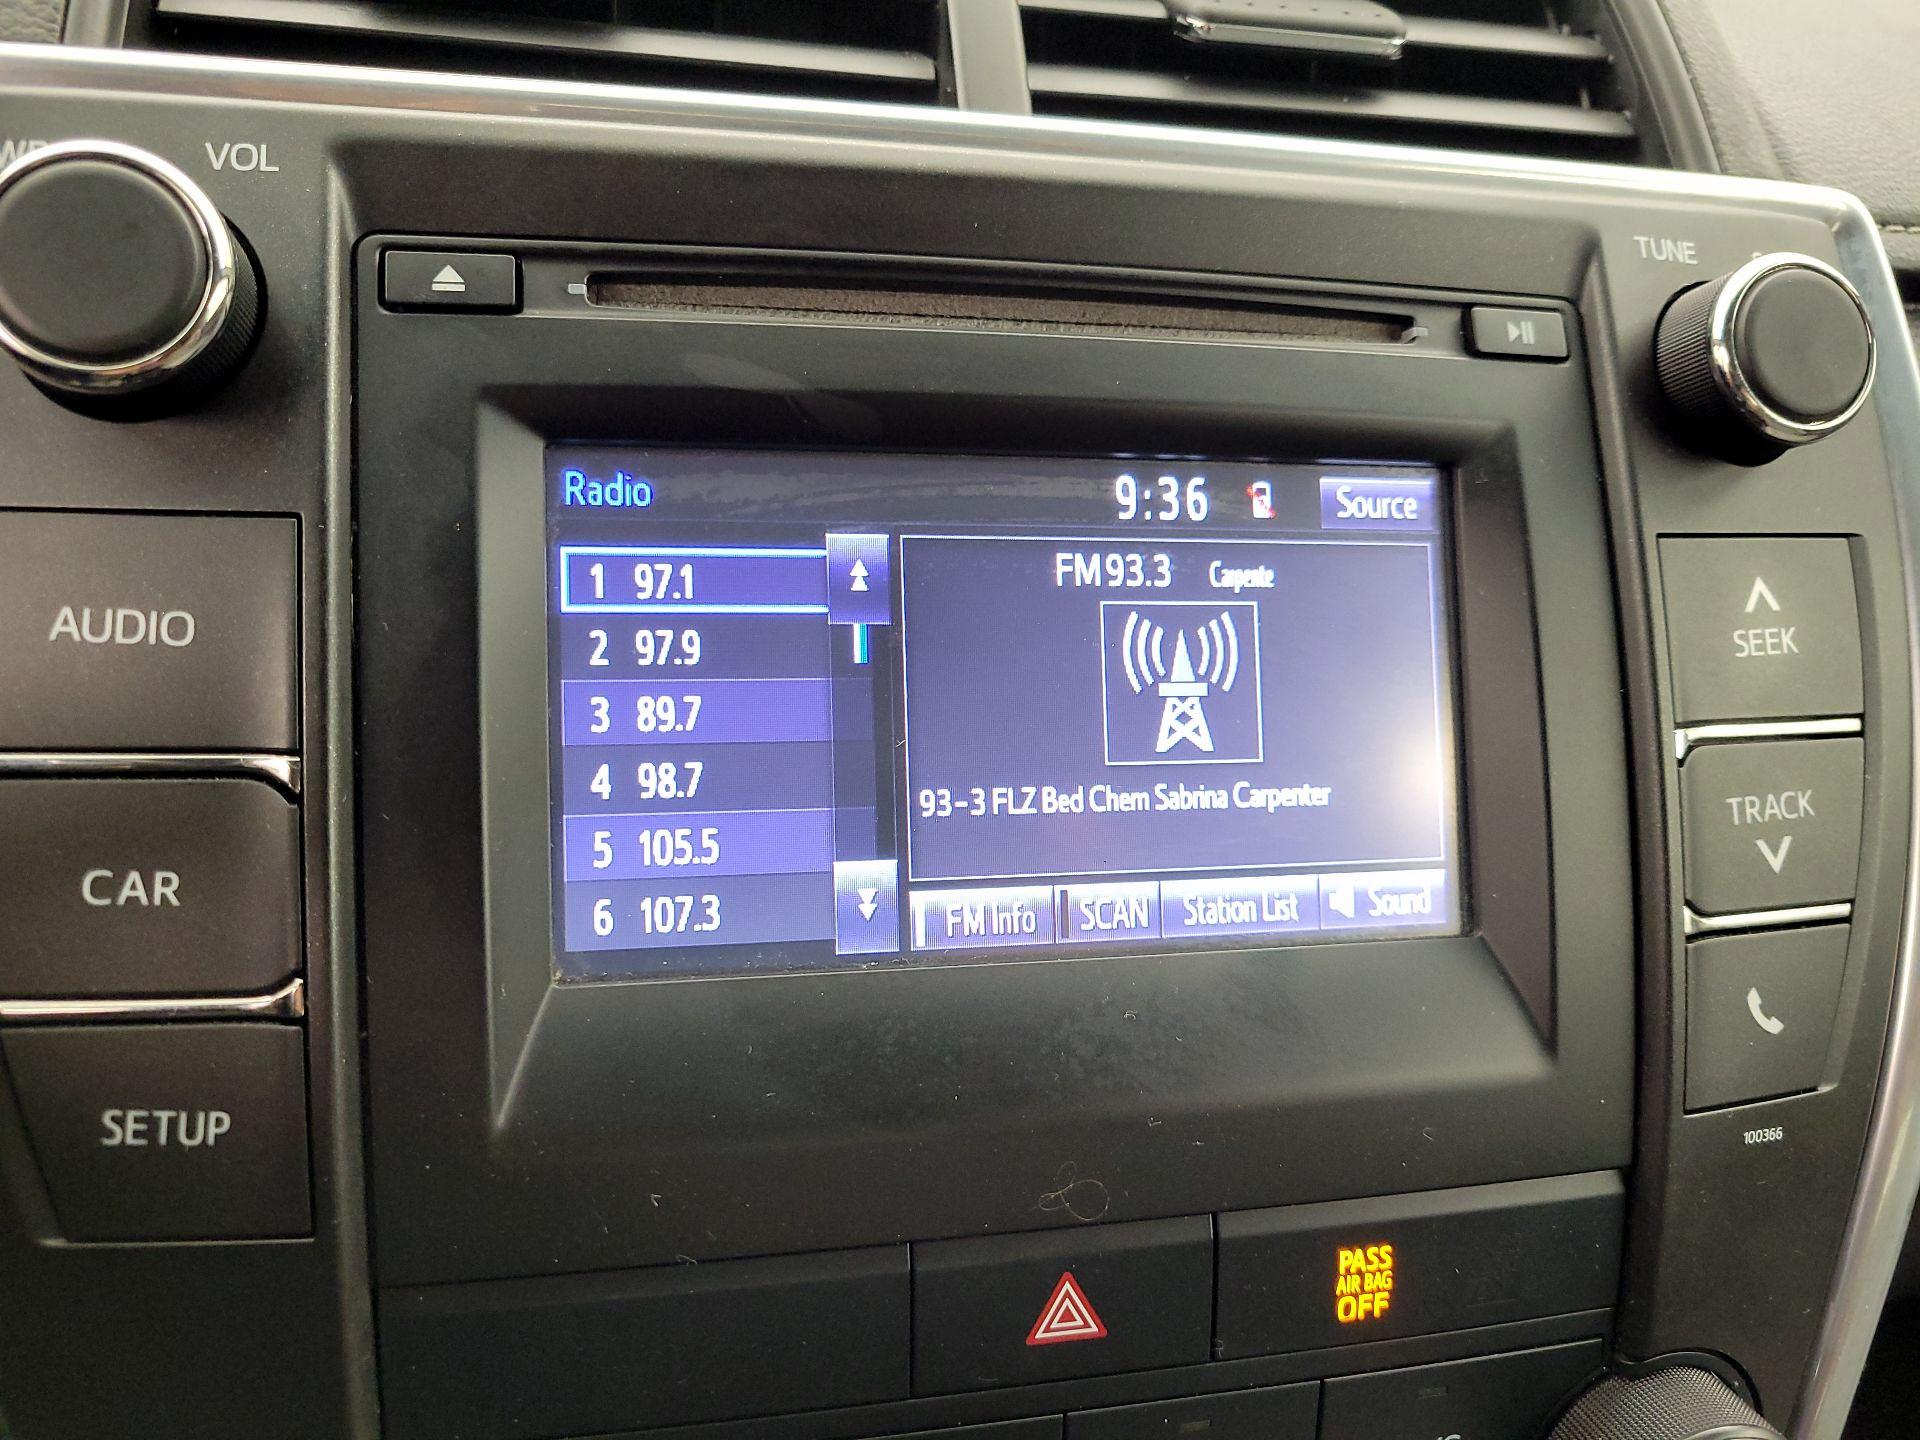 VOL
TUNE
Radio
9:36
Source
1 97.1
2 97.9
3 89.7
4 98.7
5 105.5
6 107.3
FM 93.3 Carpente
93-3 FLZ Bed Chem Sabrina Carpenter
FM Info
SCAN
Station List
Sound
AUDIO
CAR
SETUP
SEEK
TRACK
100366
PASS
AIR BAG
OFF